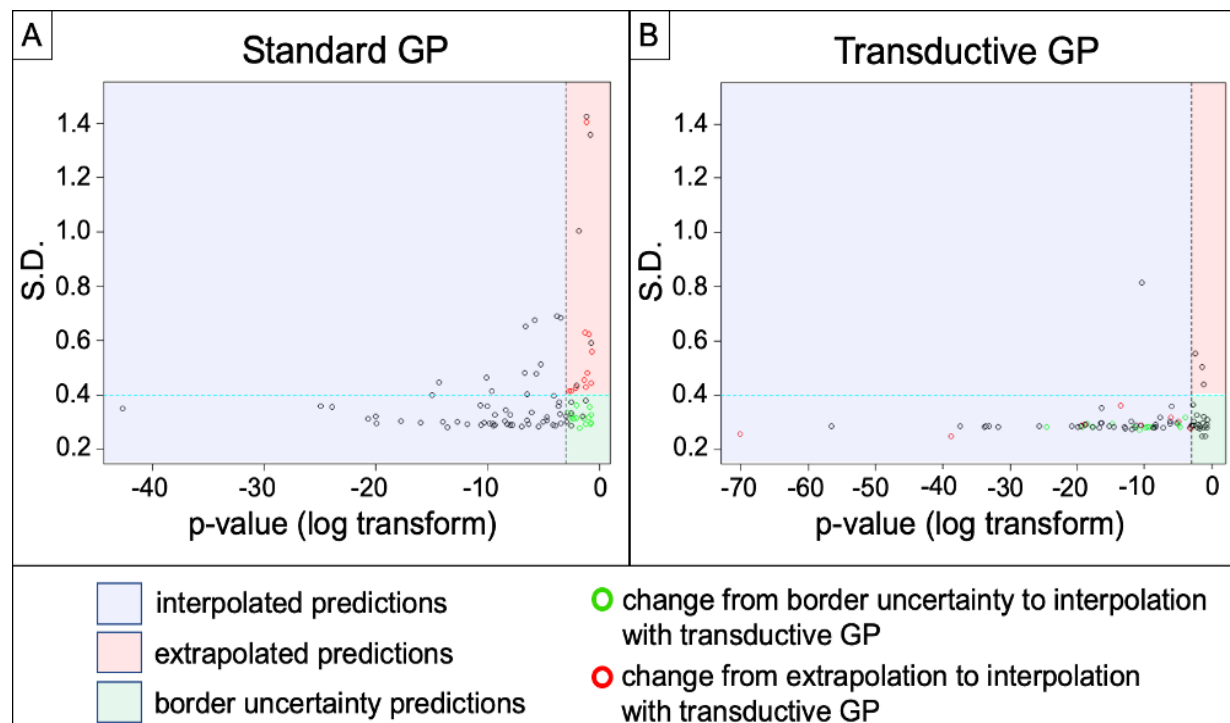 A
Standard GP
S.D.
1.4
1.2
1.0
0.8
0.6
0.4
0.2
-40 -30 -20 -10 0
p-value (log transform)
B
Transductive GP
S.D.
1.4
1.2
1.0
0.8
0.6
0.4
0.2
-70 -60 -50 -40 -30 -20 -10 0
p-value (log transform)
interpolated predictions
extrapolated predictions
border uncertainty predictions
change from border uncertainty to interpolation
with transductive GP
change from extrapolation to interpolation
with transductive GP